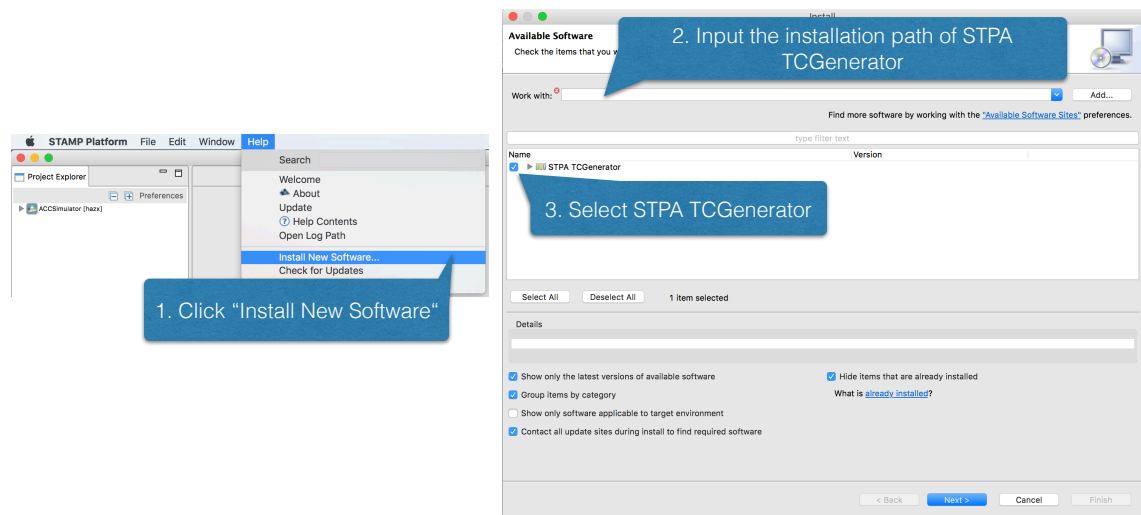 STAMP Platform File Edit Window Help
Project Explorer
Preferences
ACCSimulator [hazx]
Search
Welcome
About
Update
Help Contents
Open Log Path
Install New Software...
Check for Updates
1. Click “Install New Software“
Install
Available Software
Check the items that you w
2. Input the installation path of STPA
TCGenerator
Work with:
Add...
Find more software by working with the "Available Software Sites" preferences.
type filter text
Name Version
STPA TCGenerator
3. Select STPA TCGenerator
Select All Deselect All 1 item selected
Details
Show only the latest versions of available software
Hide items that are already installed
Group items by category
What is already installed?
Show only software applicable to target environment
Contact all update sites during install to find required software
< Back Next > Cancel Finish